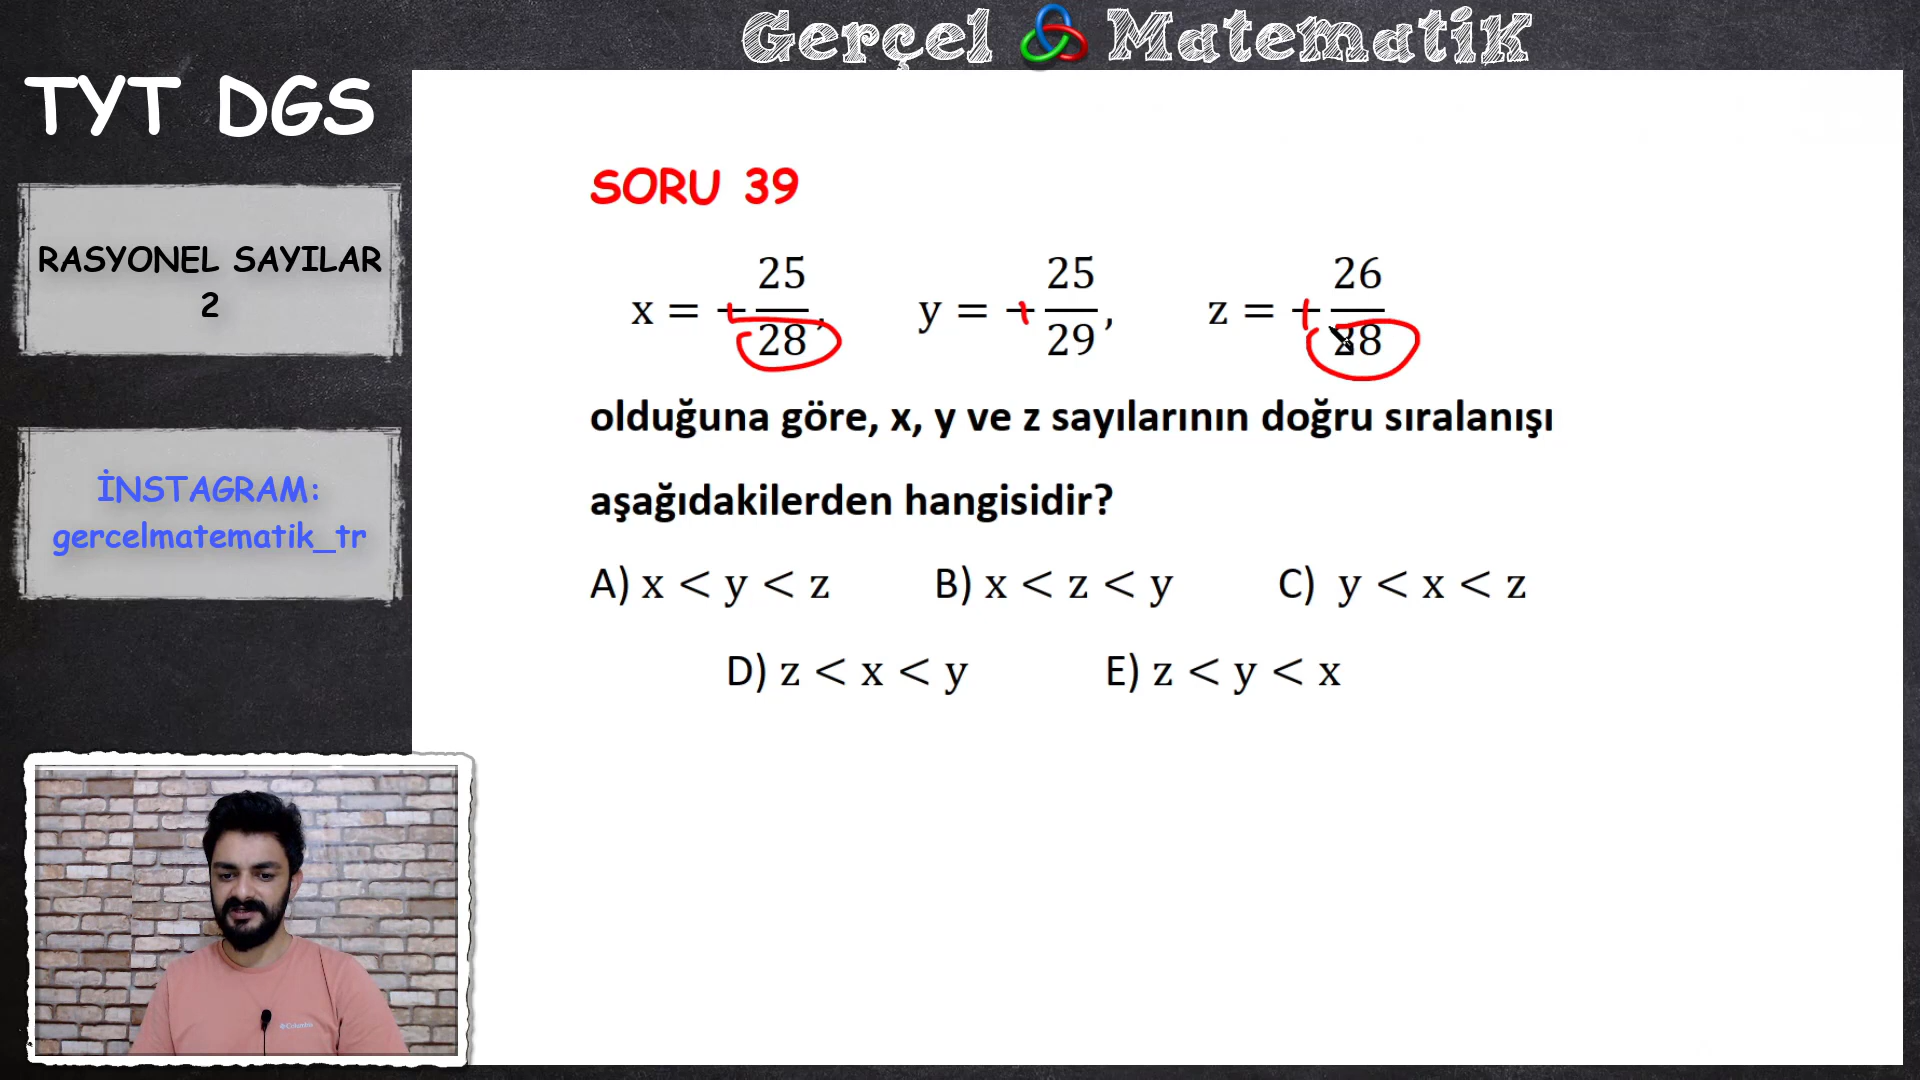 Gerçel Matematik
TYT DGS
RASYONEL SAYILAR
2
İNSTAGRAM:
gercelmatematik_tr
SORU 39
x = −25/28, y = −25/29, z = −26/28
olduğuna göre, x, y ve z sayılarının doğru sıralanışı
aşağıdakilerden hangisidir?
A) x < y < z B) x < z < y C) y < x < z
D) z < x < y E) z < y < x
Columbia